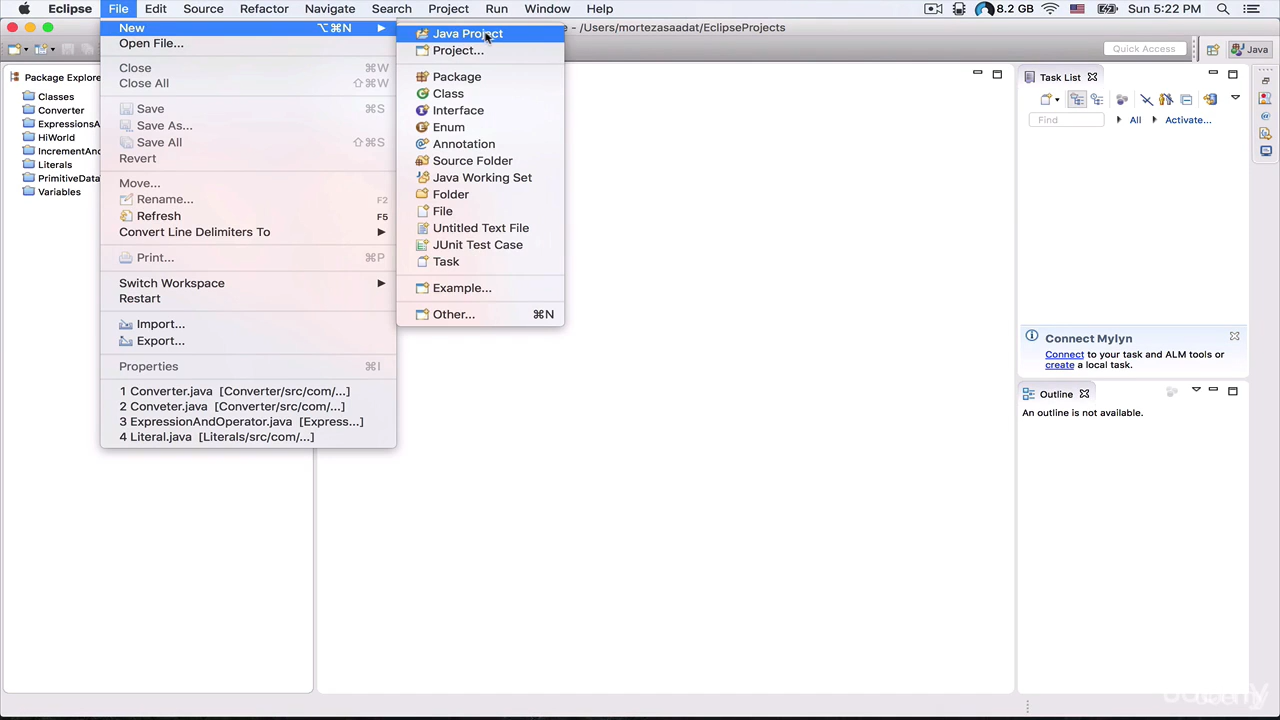 Eclipse File Edit Source Refactor Navigate Search Project Run Window Help 8.2 GB Sun 5:22 PM
- /Users/mortezasaadat/EclipseProjects
Quick Access Java
New ⌥⌘N
Open File...
Close ⌘W
Close All ⇧⌘W
Save ⌘S
Save As...
Save All ⇧⌘S
Revert
Move...
Rename... F2
Refresh F5
Convert Line Delimiters To
Print... ⌘P
Switch Workspace
Restart
Import...
Export...
Properties ⌘I
1 Converter.java [Converter/src/com/...]
2 Conveter.java [Converter/src/com/...]
3 ExpressionAndOperator.java [Express...]
4 Literal.java [Literals/src/com/...]
Java Project
Project...
Package
Class
Interface
Enum
Annotation
Source Folder
Java Working Set
Folder
File
Untitled Text File
JUnit Test Case
Task
Example...
Other... ⌘N
Package Explore
Classes
Converter
ExpressionsA
HiWorld
IncrementAnd
Literals
PrimitiveData
Variables
Task List
Find All Activate...
Connect Mylyn
Connect to your task and ALM tools or
create a local task.
Outline
An outline is not available.
udemy